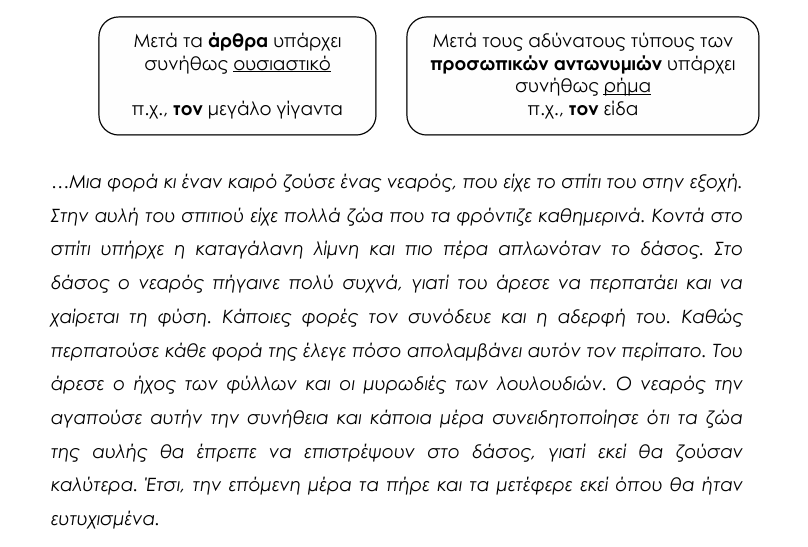 Μετά τα άρθρα υπάρχει
συνήθως ουσιαστικό
π.χ., τον μεγάλο γίγαντα
Μετά τους αδύνατους τύπους των
προσωπικών αντωνυμιών υπάρχει
συνήθως ρήμα
π.χ., τον είδα
…Μια φορά κι έναν καιρό ζούσε ένας νεαρός, που είχε το σπίτι του στην εξοχή.
Στην αυλή του σπιτιού είχε πολλά ζώα που τα φρόντιζε καθημερινά. Κοντά στο
σπίτι υπήρχε η καταγάλανη λίμνη και πιο πέρα απλωνόταν το δάσος. Στο
δάσος ο νεαρός πήγαινε πολύ συχνά, γιατί του άρεσε να περπατάει και να
χαίρεται τη φύση. Κάποιες φορές τον συνόδευε και η αδερφή του. Καθώς
περπατούσε κάθε φορά της έλεγε πόσο απολαμβάνει αυτόν τον περίπατο. Του
άρεσε ο ήχος των φύλλων και οι μυρωδιές των λουλουδιών. Ο νεαρός την
αγαπούσε αυτήν την συνήθεια και κάποια μέρα συνειδητοποίησε ότι τα ζώα
της αυλής θα έπρεπε να επιστρέψουν στο δάσος, γιατί εκεί θα ζούσαν
καλύτερα. Έτσι, την επόμενη μέρα τα πήρε και τα μετέφερε εκεί όπου θα ήταν
ευτυχισμένα.